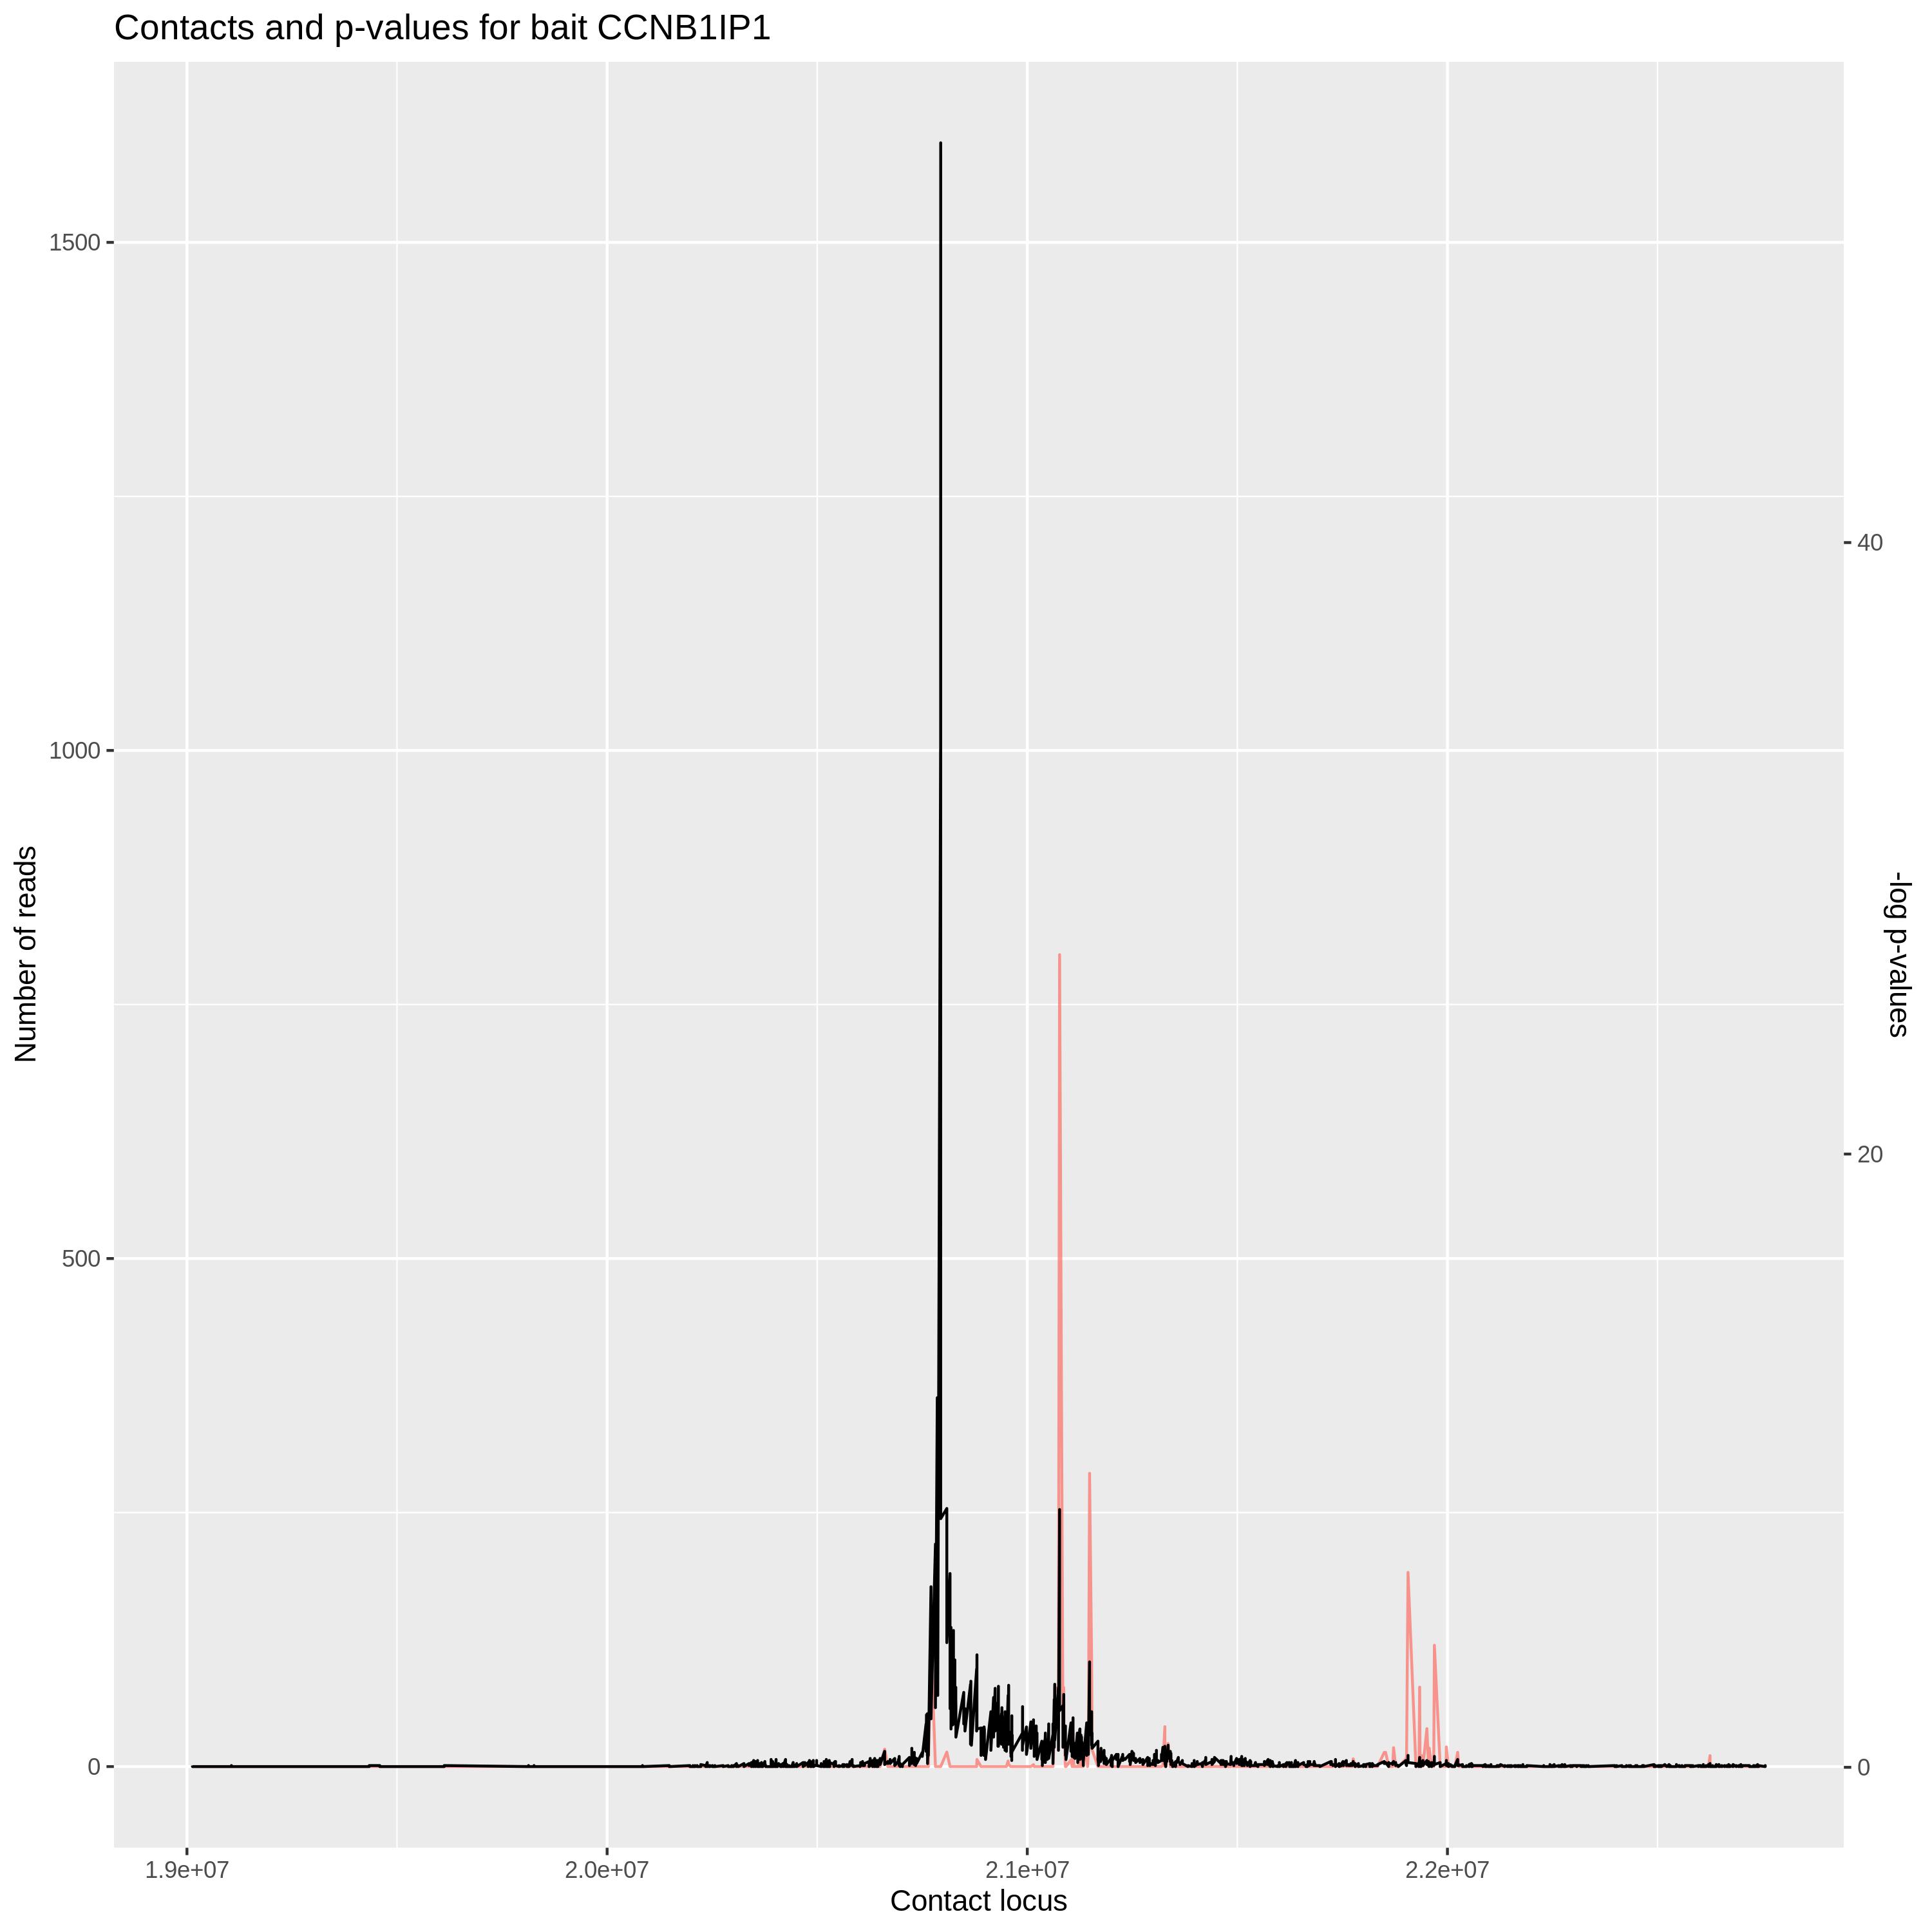 Contacts and p-values for bait CCNB1IP1
1500
1000
500
0
40
20
0
Number of reads
-log p-values
1.9e+07
2.0e+07
2.1e+07
2.2e+07
Contact locus